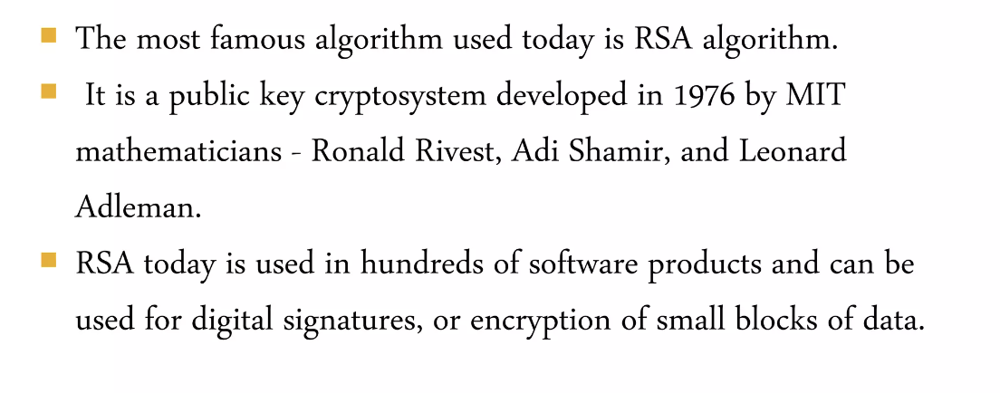 The most famous algorithm used today is RSA algorithm.
It is a public key cryptosystem developed in 1976 by MIT
mathematicians - Ronald Rivest, Adi Shamir, and Leonard
Adleman.
RSA today is used in hundreds of software products and can be
used for digital signatures, or encryption of small blocks of data.